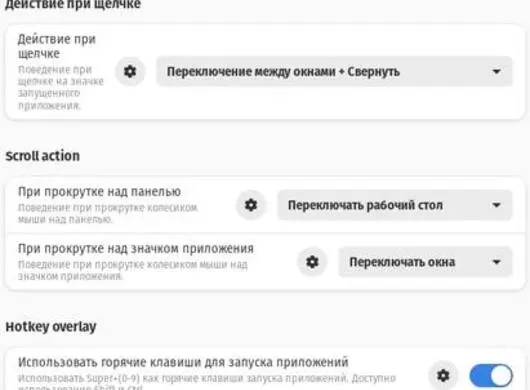 Действие при щелчке
Действие при
щелчке
Поведение при
щелчке на значке
запущенного
приложения.
Переключение между окнами + Свернуть
Scroll action
При прокрутке над панелью
Поведение при прокрутке колесиком
мыши над панелью.
Переключать рабочий стол
При прокрутке над значком приложения
Поведение при прокрутке колесиком мыши над
значком приложения.
Переключать окна
Hotkey overlay
Использовать горячие клавиши для запуска приложений
Использовать Super+(0-9) как горячие клавиши запуска приложений. Доступно
использование Shift и Ctrl.